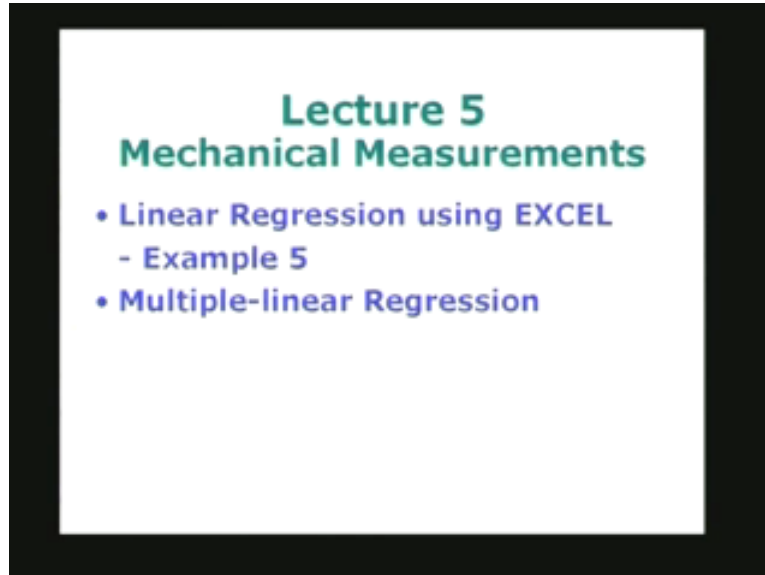 Lecture 5
Mechanical Measurements
• Linear Regression using EXCEL
- Example 5
• Multiple-linear Regression